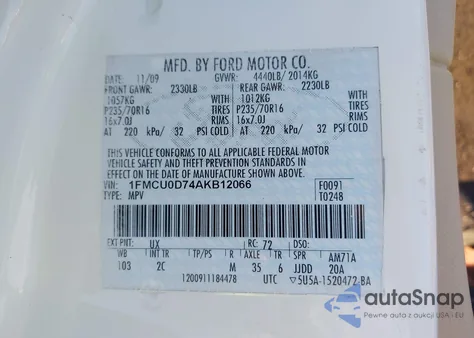 MFD. BY FORD MOTOR CO.
DATE: 11/09 GVWR: 4440LB/ 2014KG
FRONT GAWR: 2330LB REAR GAWR: 2230LB
1057KG WITH 1012KG WITH
P235/70R16 TIRES P235/70R16 TIRES
16x7.0J RIMS 16x7.0J RIMS
AT 220 kPa/ 32 PSI COLD AT 220 kPa/ 32 PSI COLD
THIS VEHICLE CONFORMS TO ALL APPLICABLE FEDERAL MOTOR
VEHICLE SAFETY AND THEFT PREVENTION STANDARDS IN
EFFECT ON THE DATE OF MANUFACTURE SHOWN ABOVE.
VIN: 1FMCU0D74AKB12066 F0091
TYPE: MPV T0248
EXT PNT: UX RC: 72 DSO:
WB INT TR TP/PS R AXLE TR SPR AM71A
103 2C M 35 6 JJDD 20A
1200911184478 UTC ▽5U5A-1520472-BA
autoSnap
Pewne auta z aukcji USA i EU